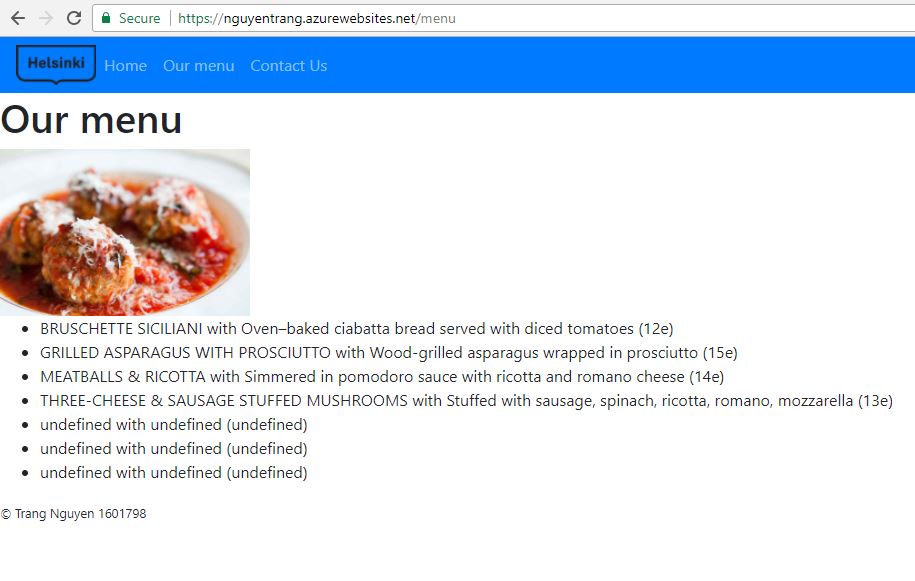 Secure https://nguyentrang.azurewebsites.net/menu
Helsinki Home Our menu Contact Us
Our menu
BRUSCHETTE SICILIANI with Oven–baked ciabatta bread served with diced tomatoes (12e)
GRILLED ASPARAGUS WITH PROSCIUTTO with Wood-grilled asparagus wrapped in prosciutto (15e)
MEATBALLS & RICOTTA with Simmered in pomodoro sauce with ricotta and romano cheese (14e)
THREE-CHEESE & SAUSAGE STUFFED MUSHROOMS with Stuffed with sausage, spinach, ricotta, romano, mozzarella (13e)
undefined with undefined (undefined)
undefined with undefined (undefined)
undefined with undefined (undefined)
© Trang Nguyen 1601798